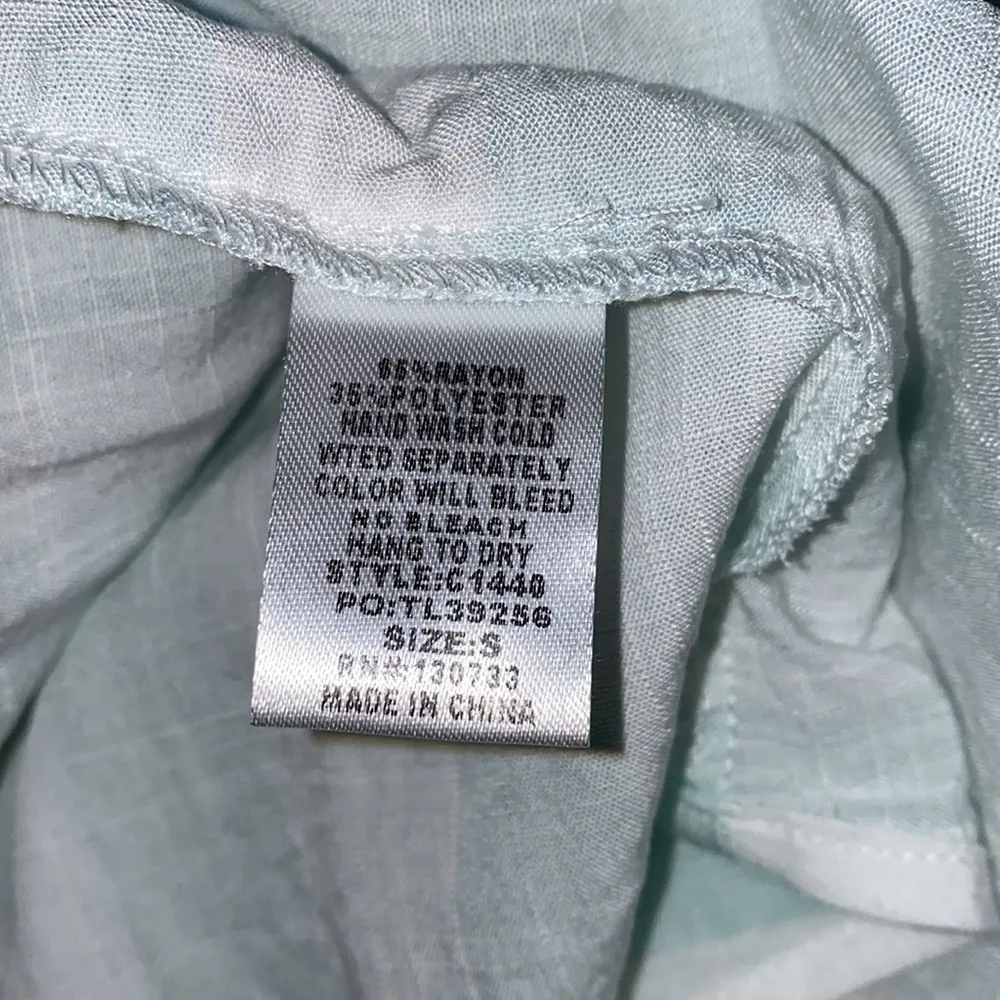 65%RAYON
35%POLYESTER
HAND WASH COLD
WTED SEPARATELY
COLOR WILL BLEED
NO BLEACH
HANG TO DRY
STYLE:C1440
PO:TL39256
SIZE:S
RN#:130733
MADE IN CHINA